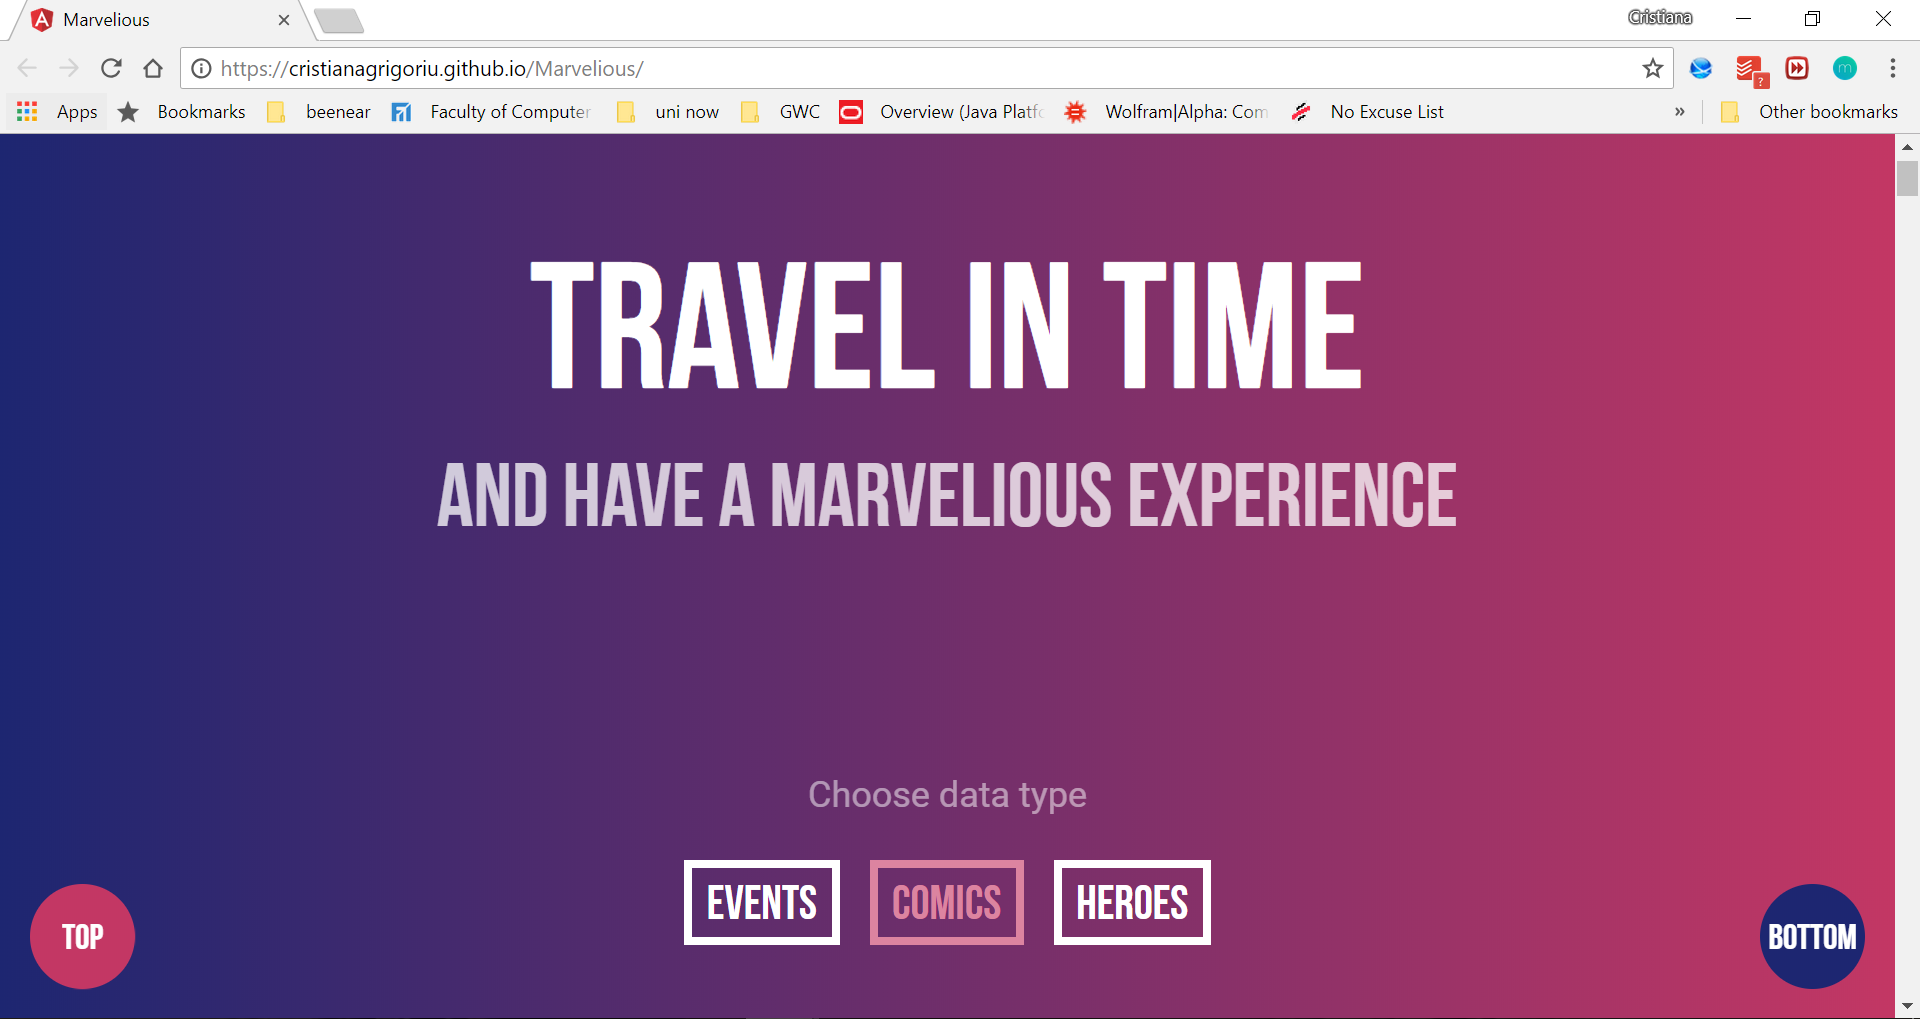 Marvelious
Cristiana
https://cristianagrigoriu.github.io/Marvelious/
Apps Bookmarks beenear Faculty of Computer uni now GWC Overview (Java Platf Wolfram|Alpha: Com No Excuse List » Other bookmarks
TRAVEL IN TIME
AND HAVE A MARVELIOUS EXPERIENCE
Choose data type
EVENTS COMICS HEROES
TOP
BOTTOM